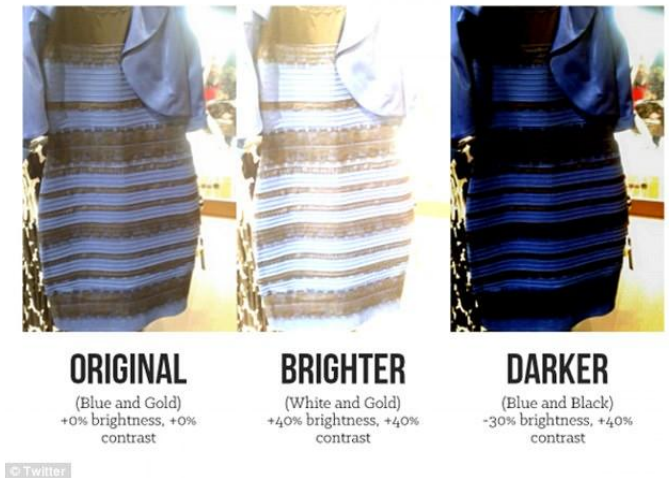 ORIGINAL
(Blue and Gold)
+0% brightness, +0%
contrast
BRIGHTER
(White and Gold)
+40% brightness, +40%
contrast
DARKER
(Blue and Black)
-30% brightness, +40%
contrast
© Twitter